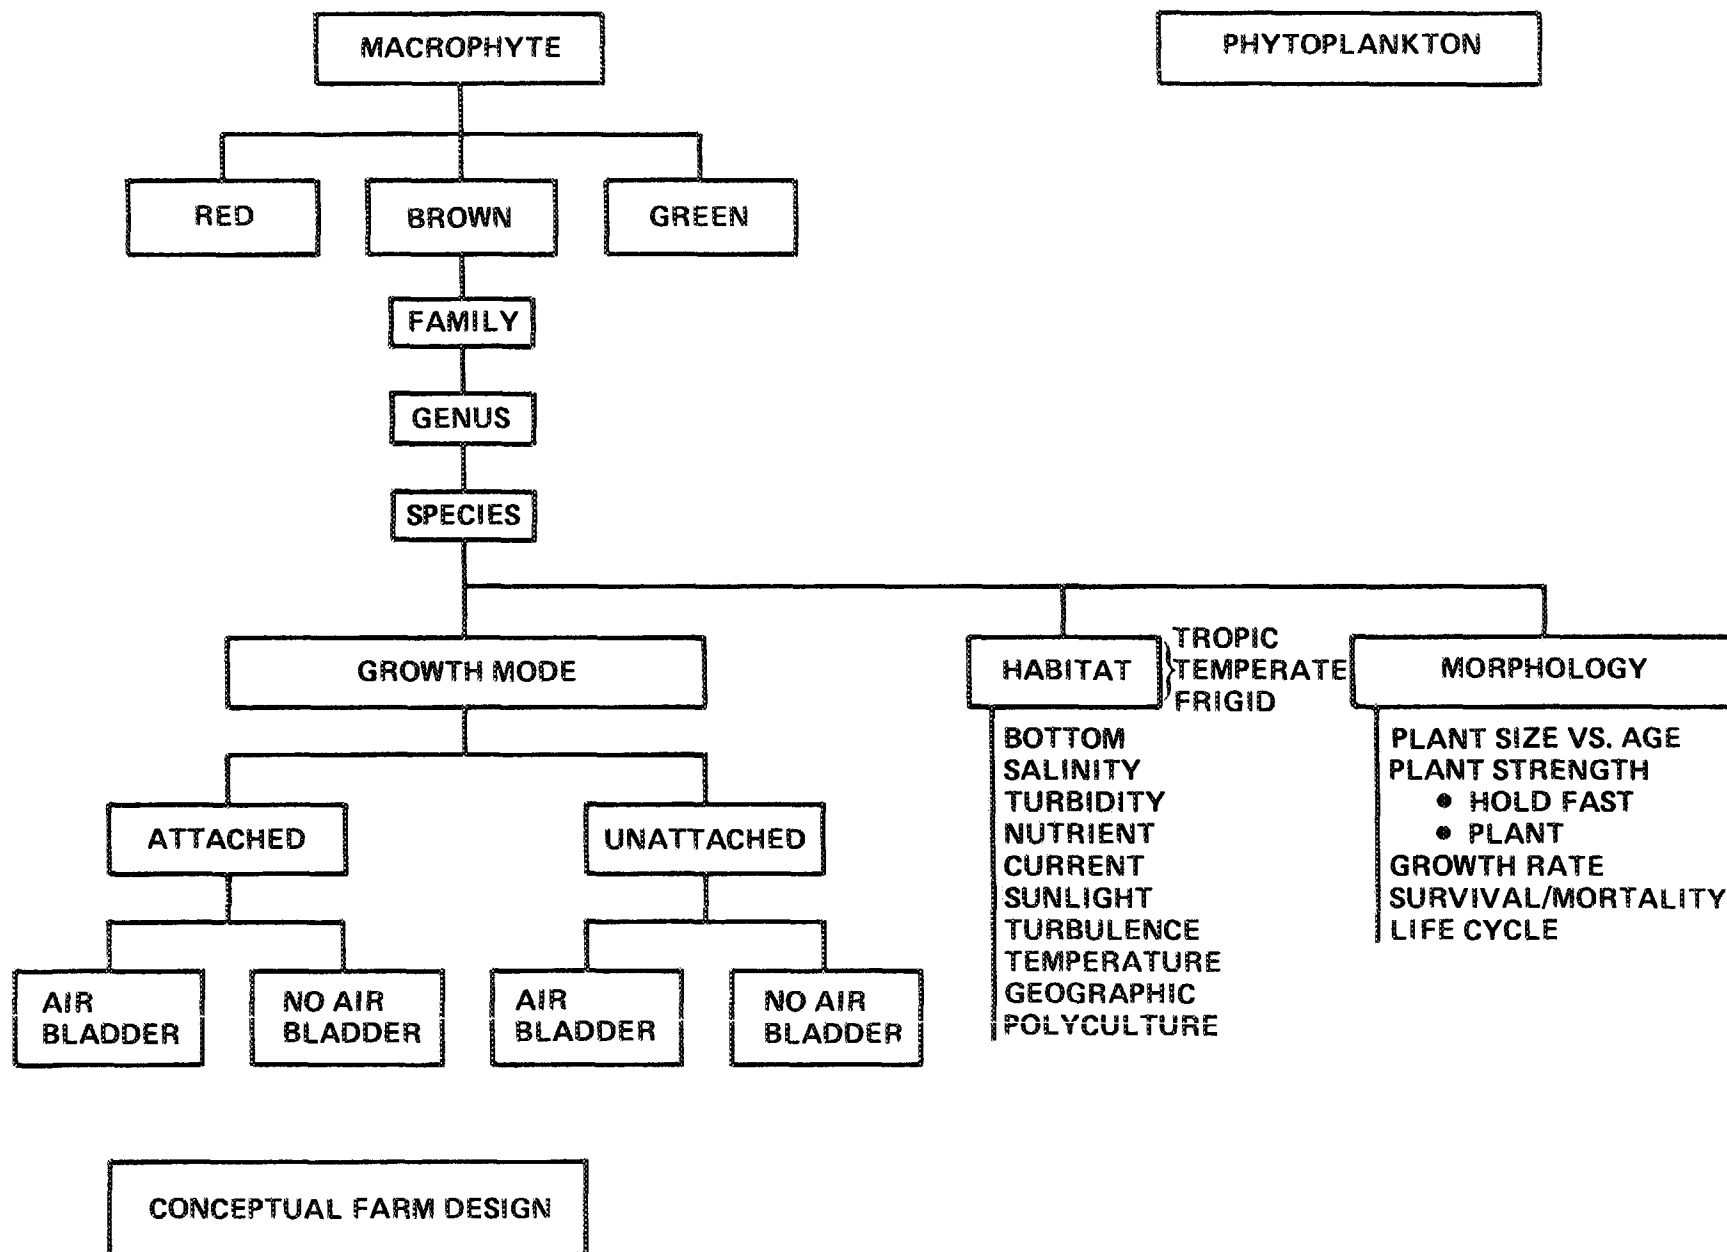 MACROPHYTE
PHYTOPLANKTON
RED
BROWN
GREEN
FAMILY
GENUS
SPECIES
GROWTH MODE
HABITAT
TROPIC
TEMPERATE
FRIGID
MORPHOLOGY
ATTACHED
UNATTACHED
AIR
BLADDER
NO AIR
BLADDER
AIR
BLADDER
NO AIR
BLADDER
BOTTOM
SALINITY
TURBIDITY
NUTRIENT
CURRENT
SUNLIGHT
TURBULENCE
TEMPERATURE
GEOGRAPHIC
POLYCULTURE
PLANT SIZE VS. AGE
PLANT STRENGTH
● HOLD FAST
● PLANT
GROWTH RATE
SURVIVAL/MORTALITY
LIFE CYCLE
CONCEPTUAL FARM DESIGN